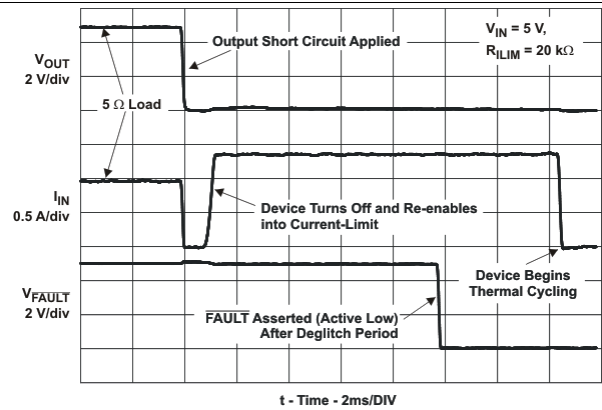 V_OUT
2 V/div
Output Short Circuit Applied
V_IN = 5 V,
R_ILIM = 20 kΩ
5 Ω Load
I_IN
0.5 A/div
Device Turns Off and Re-enables
into Current-Limit
Device Begins
Thermal Cycling
V_F̅A̅U̅L̅T̅
2 V/div
F̅A̅U̅L̅T̅ Asserted (Active Low)
After Deglitch Period
t - Time - 2ms/DIV